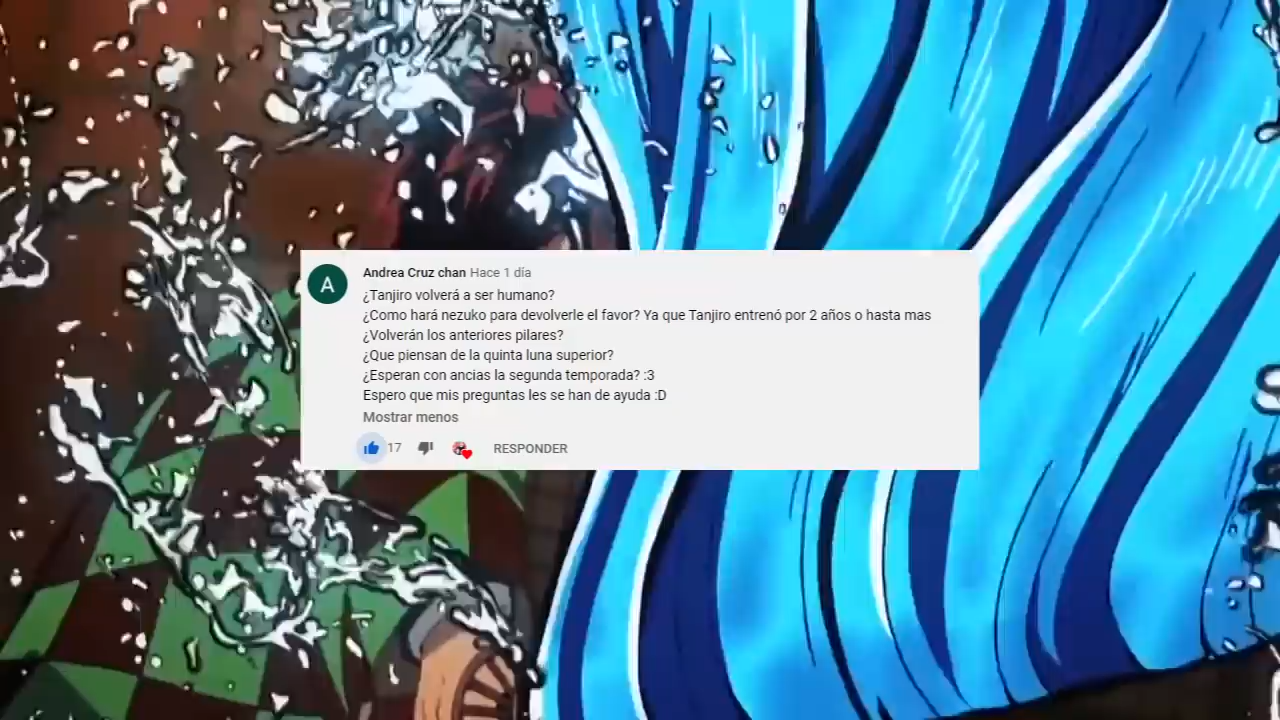 A
Andrea Cruz chan Hace 1 día
¿Tanjiro volverá a ser humano?
¿Como hará nezuko para devolverle el favor? Ya que Tanjiro entrenó por 2 años o hasta mas
¿Volverán los anteriores pilares?
¿Que piensan de la quinta luna superior?
¿Esperan con ancias la segunda temporada? :3
Espero que mis preguntas les se han de ayuda :D
Mostrar menos
17 RESPONDER